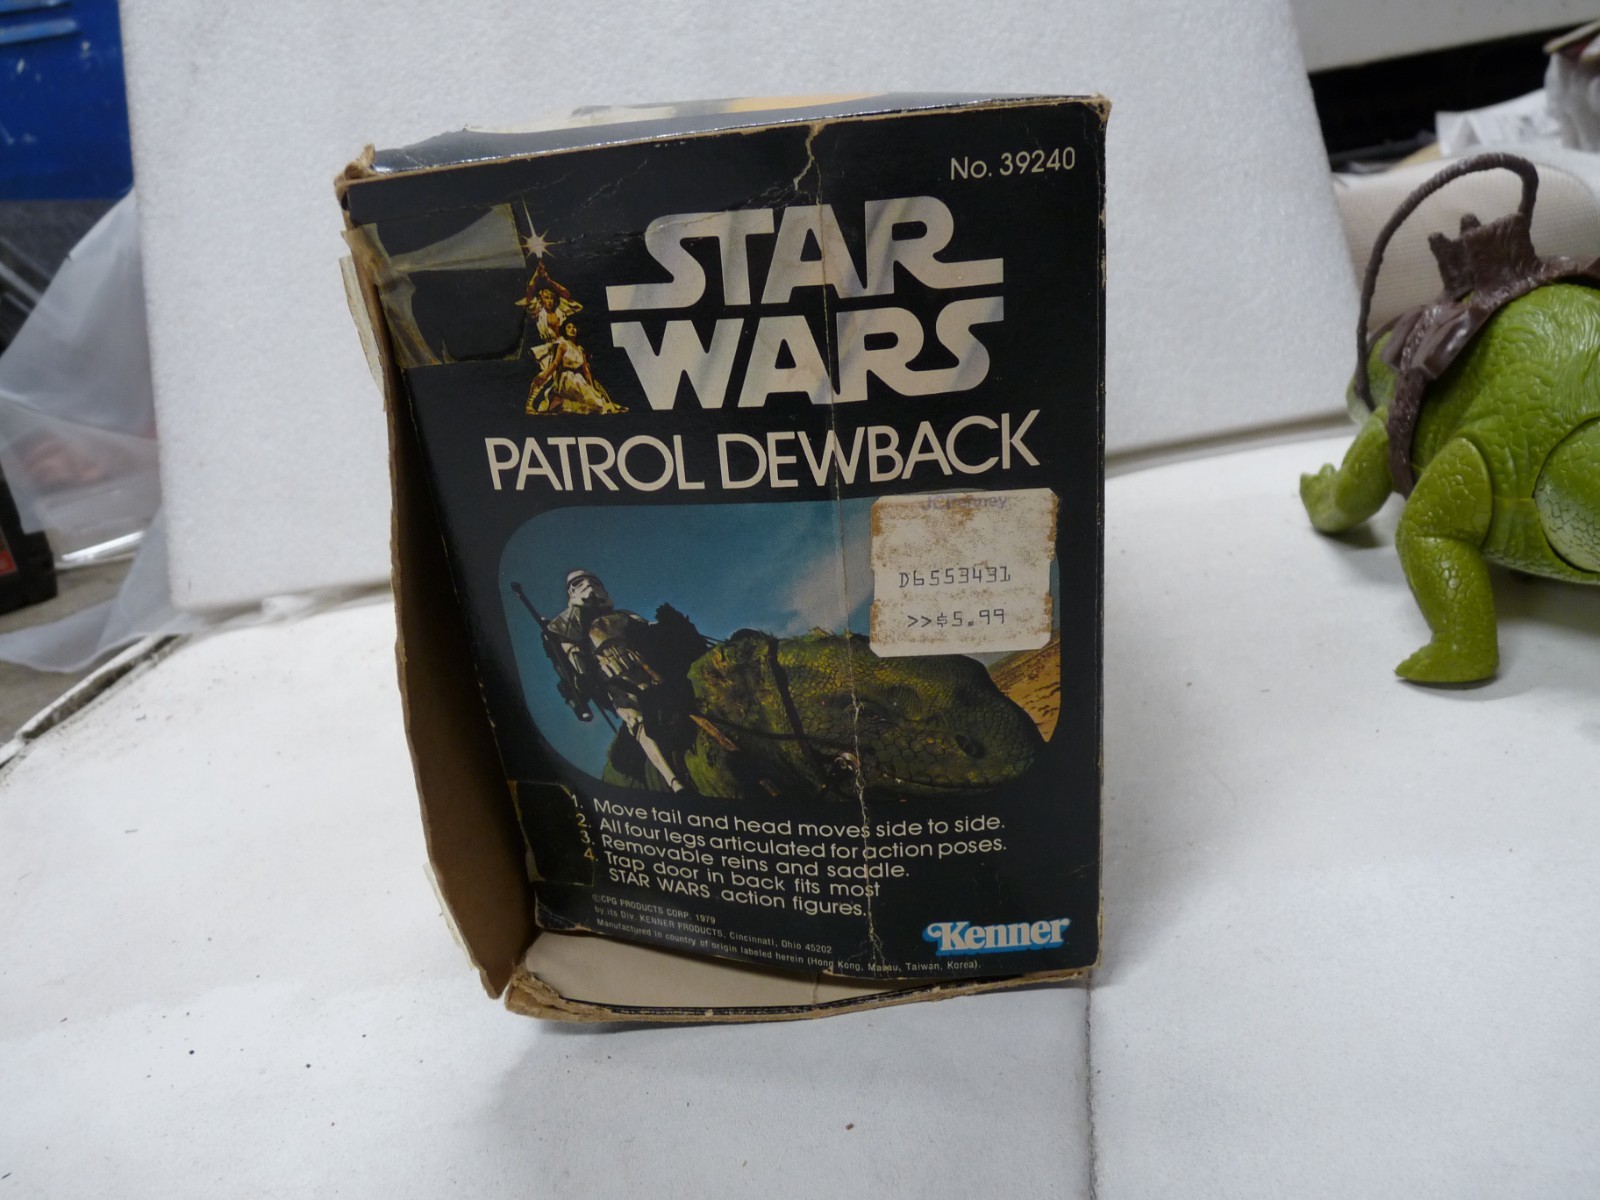 No. 39240
STAR
WARS
PATROL DEWBACK
JCPenney
D6553431
>>$5.99
1. Move tail and head moves side to side.
2. All four legs articulated for action poses.
3. Removable reins and saddle.
4. Trap door in back fits most
STAR WARS action figures.
©CPG PRODUCTS CORP. 1979
by its Div. KENNER PRODUCTS, Cincinnati, Ohio 45202
Manufactured in country of origin labeled herein (Hong Kong, Macau, Taiwan, Korea).
Kenner